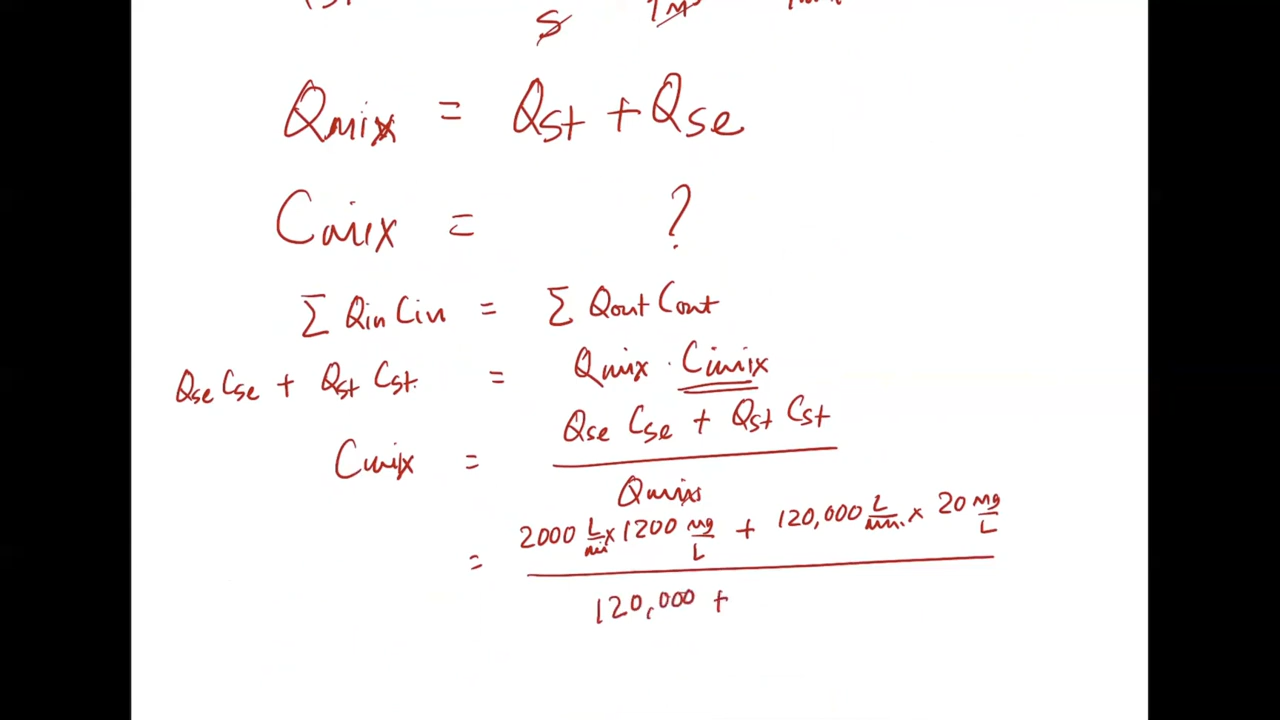 s
Qmix = Qst + Qse
Cmix = ?
Σ Qin Cin = Σ Qout Cout
Qse Cse + Qst Cst = Qmix · Cmix
Cmix = Qse Cse + Qst Cst
Qmix
= 2000 L/mi x 1200 mg/L + 120,000 L/min. x 20 mg/L
120,000 +